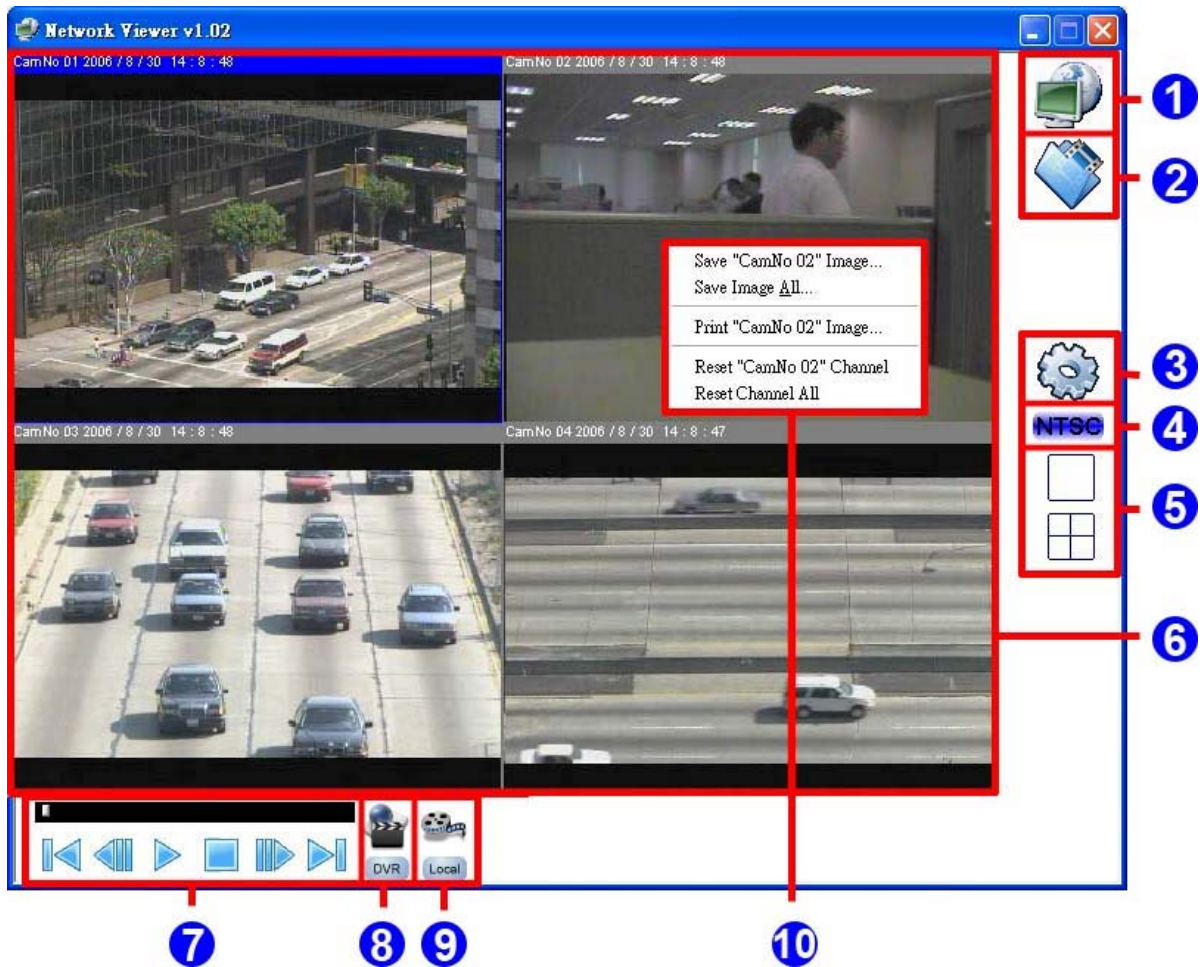 Network Viewer v1.02
CamNo 01 2006 / 8 / 30 14 : 8 : 48
CamNo 02 2006 / 8 / 30 14 : 8 : 48
Save "CamNo 02" Image...
Save Image All...
Print "CamNo 02" Image...
Reset "CamNo 02" Channel
Reset Channel All
CamNo 03 2006 / 8 / 30 14 : 8 : 48
CamNo 04 2006 / 8 / 30 14 : 8 : 47
1
2
3
NTSC
4
5
6
DVR
Local
7
8
9
10